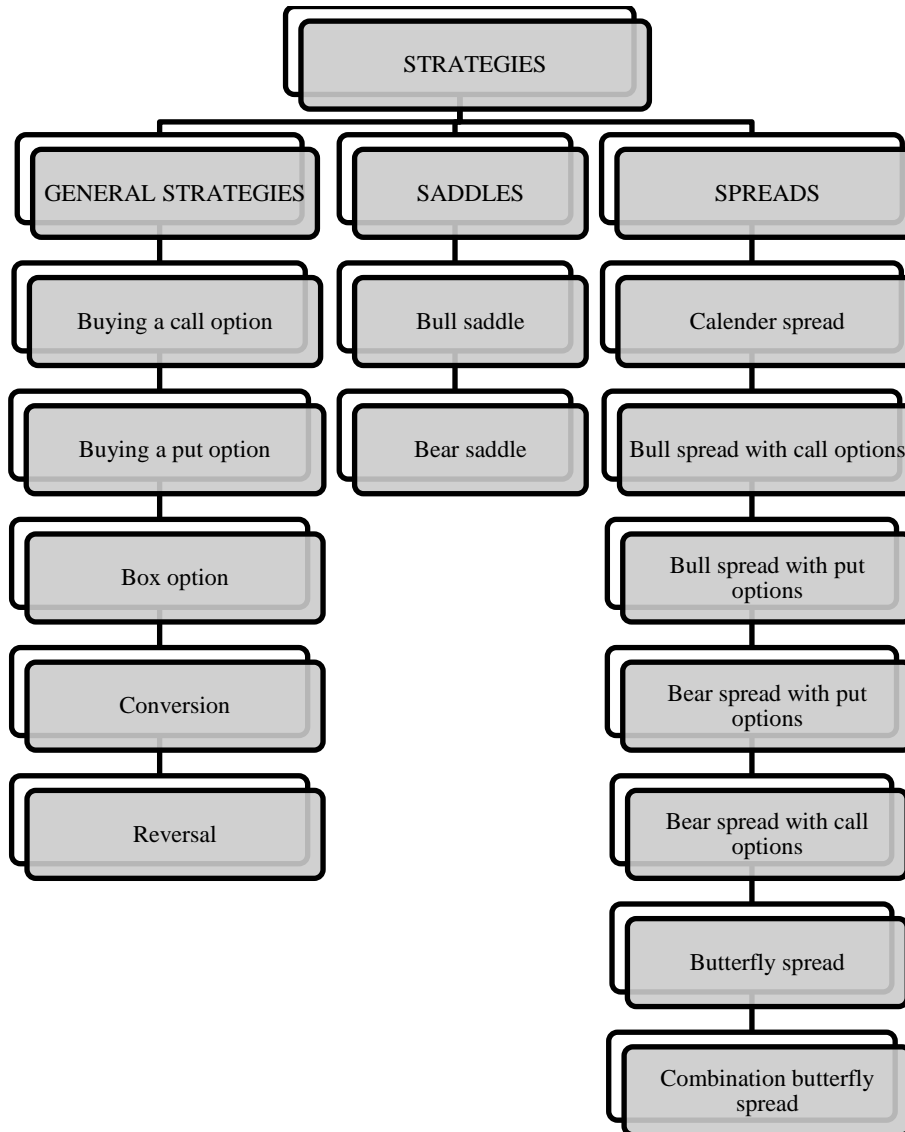 STRATEGIES
GENERAL STRATEGIES
SADDLES
SPREADS
Buying a call option
Bull saddle
Calender spread
Buying a put option
Bear saddle
Bull spread with call options
Box option
Bull spread with put
options
Conversion
Bear spread with put
options
Reversal
Bear spread with call
options
Butterfly spread
Combination butterfly
spread